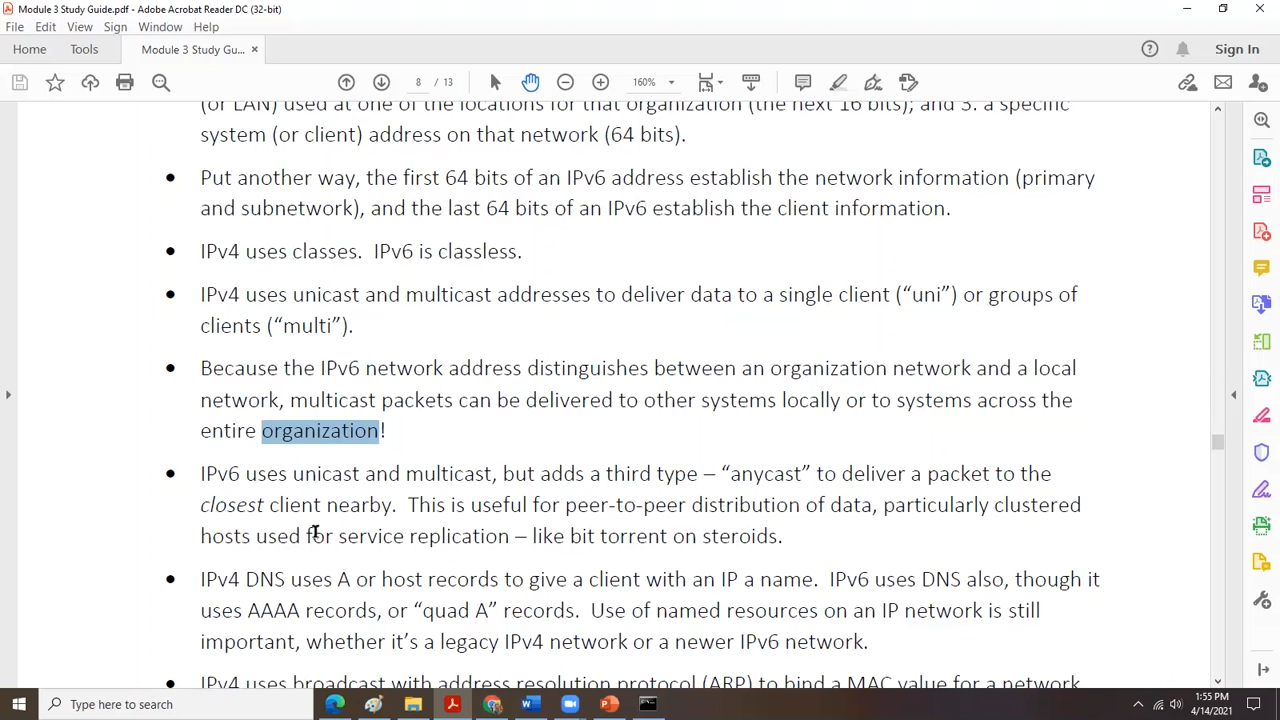 Module 3 Study Guide.pdf - Adobe Acrobat Reader DC (32-bit)
File Edit View Sign Window Help
Home Tools Module 3 Study Gu... × Sign In
8 / 13 160%
(or LAN) used at one of the locations for that organization (the next 16 bits); and 3. a specific
system (or client) address on that network (64 bits).
• Put another way, the first 64 bits of an IPv6 address establish the network information (primary
and subnetwork), and the last 64 bits of an IPv6 establish the client information.
• IPv4 uses classes.  IPv6 is classless.
• IPv4 uses unicast and multicast addresses to deliver data to a single client (“uni”) or groups of
clients (“multi”).
• Because the IPv6 network address distinguishes between an organization network and a local
network, multicast packets can be delivered to other systems locally or to systems across the
entire organization!
• IPv6 uses unicast and multicast, but adds a third type – “anycast” to deliver a packet to the
closest client nearby.  This is useful for peer-to-peer distribution of data, particularly clustered
hosts used for service replication – like bit torrent on steroids.
• IPv4 DNS uses A or host records to give a client with an IP a name.  IPv6 uses DNS also, though it
uses AAAA records, or “quad A” records.  Use of named resources on an IP network is still
important, whether it’s a legacy IPv4 network or a newer IPv6 network.
• IPv4 uses broadcast with address resolution protocol (ARP) to bind a MAC value for a network
Type here to search
1:55 PM
4/14/2021